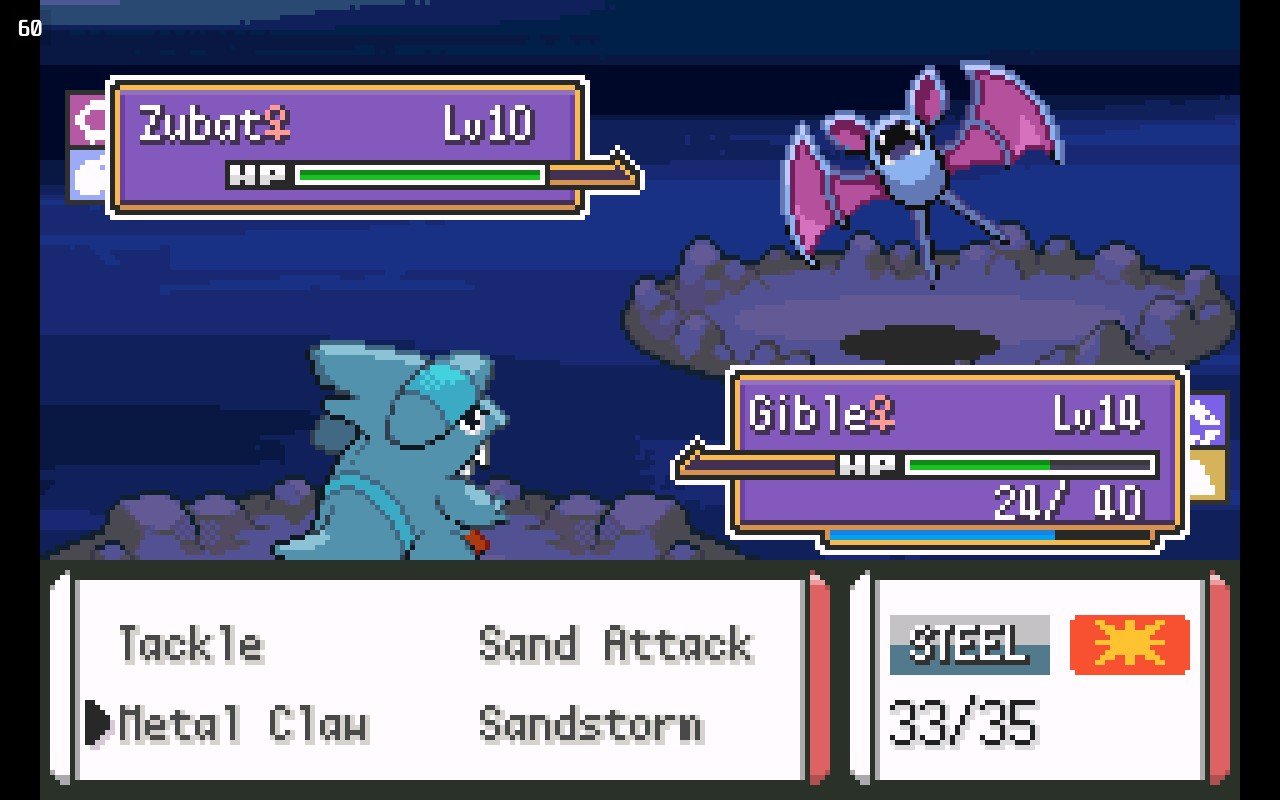 60
Zubat♀ Lv10
HP
Gible♀ Lv14
HP
24/ 40
Tackle Sand Attack
Metal Claw Sandstorm
STEEL
33/35